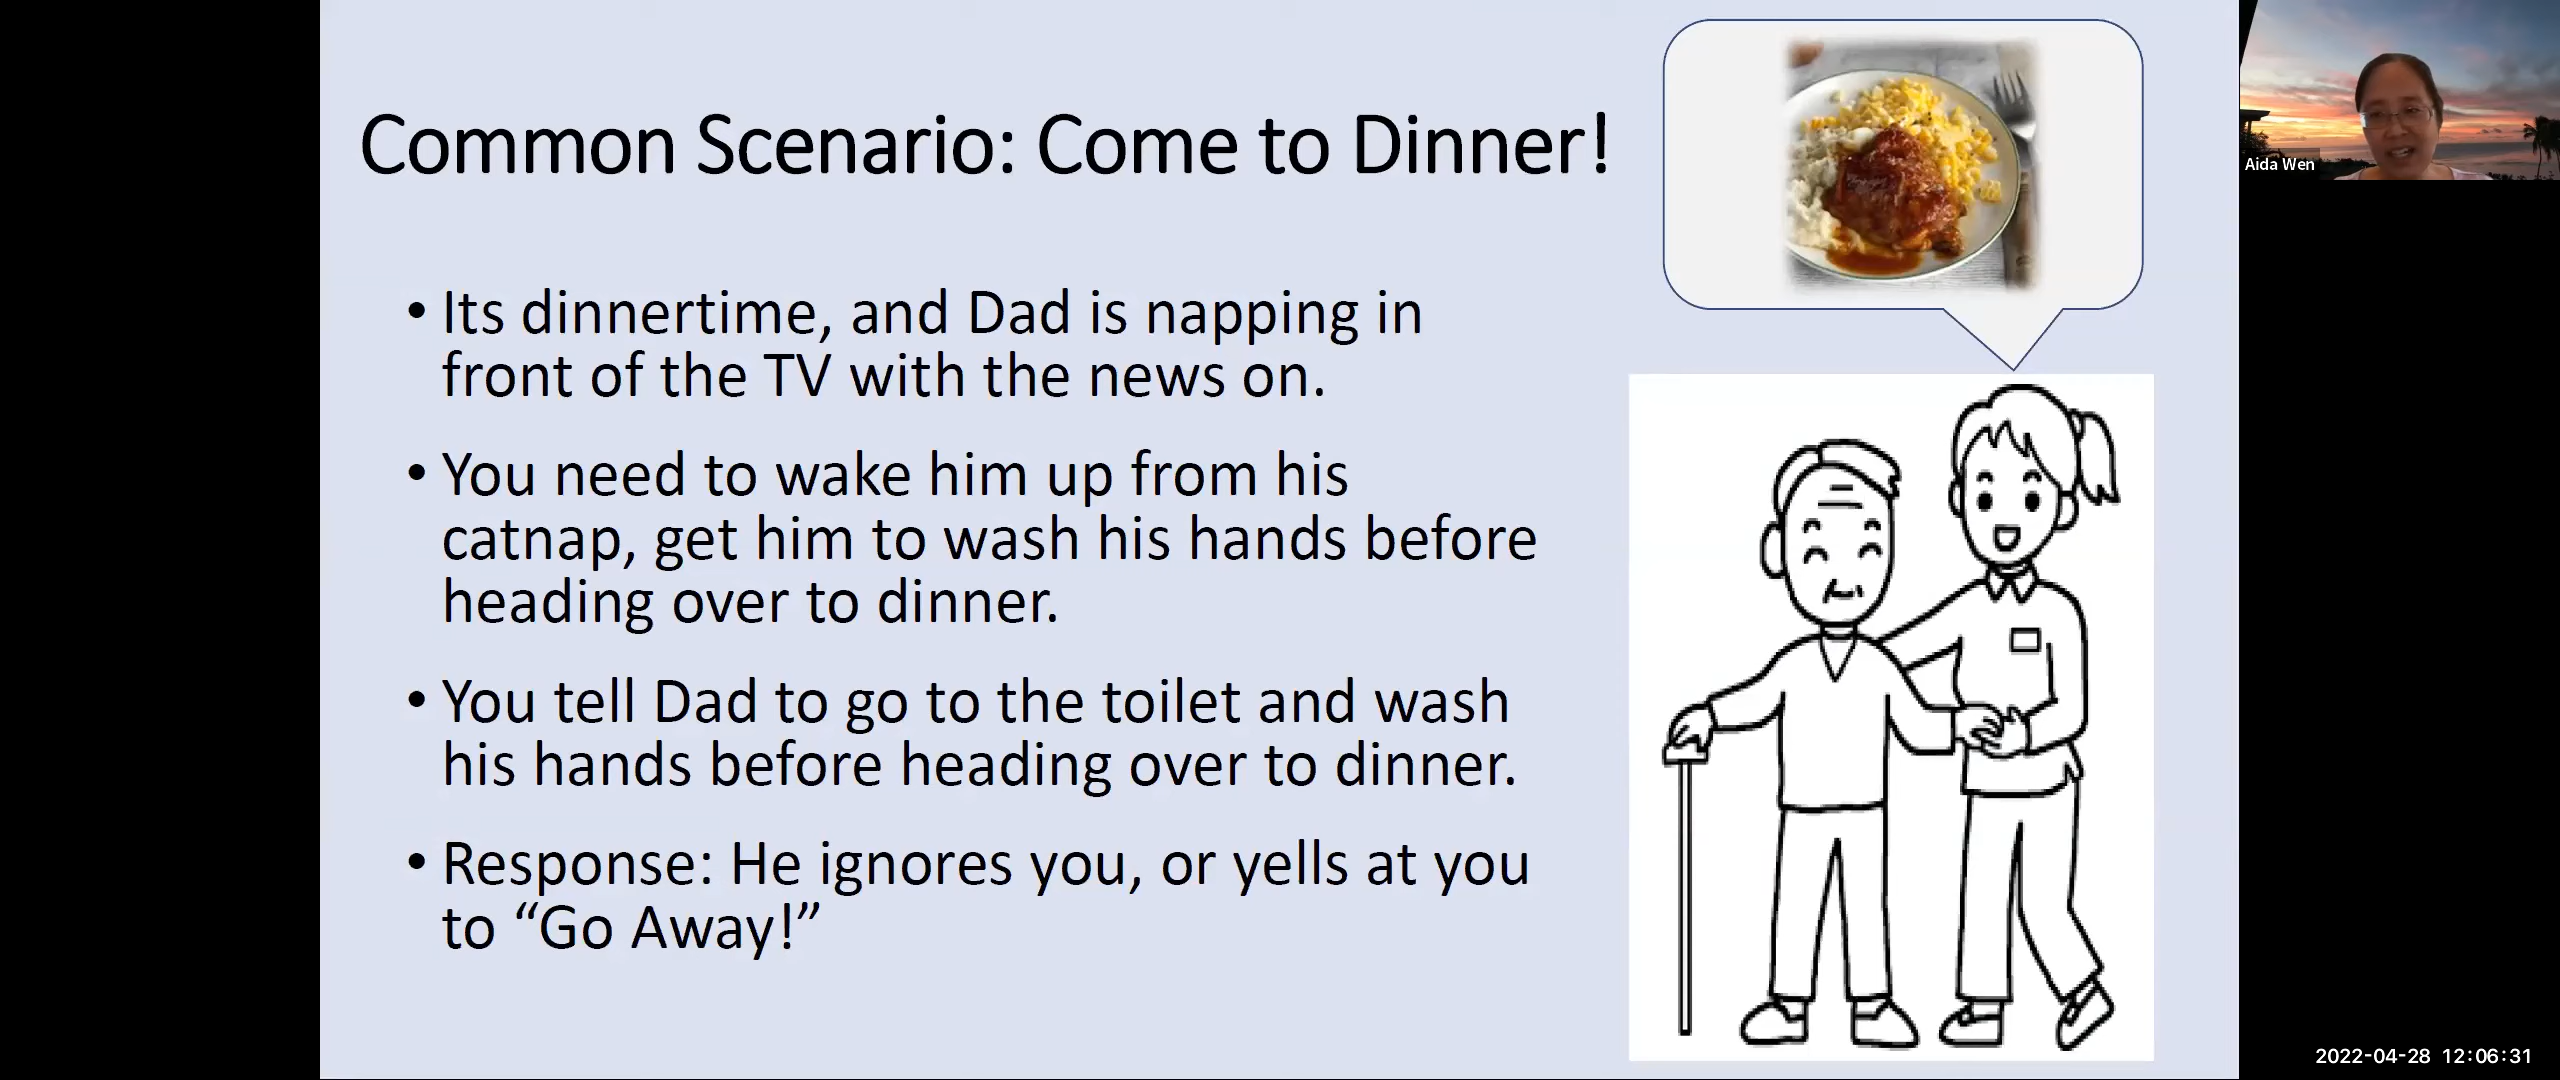 Common Scenario: Come to Dinner!
• Its dinnertime, and Dad is napping in
front of the TV with the news on.
• You need to wake him up from his
catnap, get him to wash his hands before
heading over to dinner.
• You tell Dad to go to the toilet and wash
his hands before heading over to dinner.
• Response: He ignores you, or yells at you
to “Go Away!”
Aida Wen
2022-04-28 12:06:31